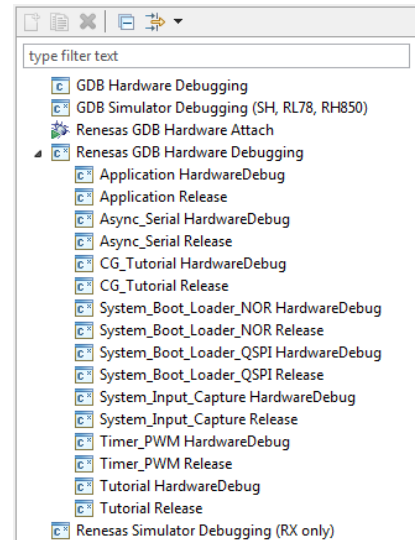 type filter text
GDB Hardware Debugging
GDB Simulator Debugging (SH, RL78, RH850)
Renesas GDB Hardware Attach
Renesas GDB Hardware Debugging
Application HardwareDebug
Application Release
Async_Serial HardwareDebug
Async_Serial Release
CG_Tutorial HardwareDebug
CG_Tutorial Release
System_Boot_Loader_NOR HardwareDebug
System_Boot_Loader_NOR Release
System_Boot_Loader_QSPI HardwareDebug
System_Boot_Loader_QSPI Release
System_Input_Capture HardwareDebug
System_Input_Capture Release
Timer_PWM HardwareDebug
Timer_PWM Release
Tutorial HardwareDebug
Tutorial Release
Renesas Simulator Debugging (RX only)